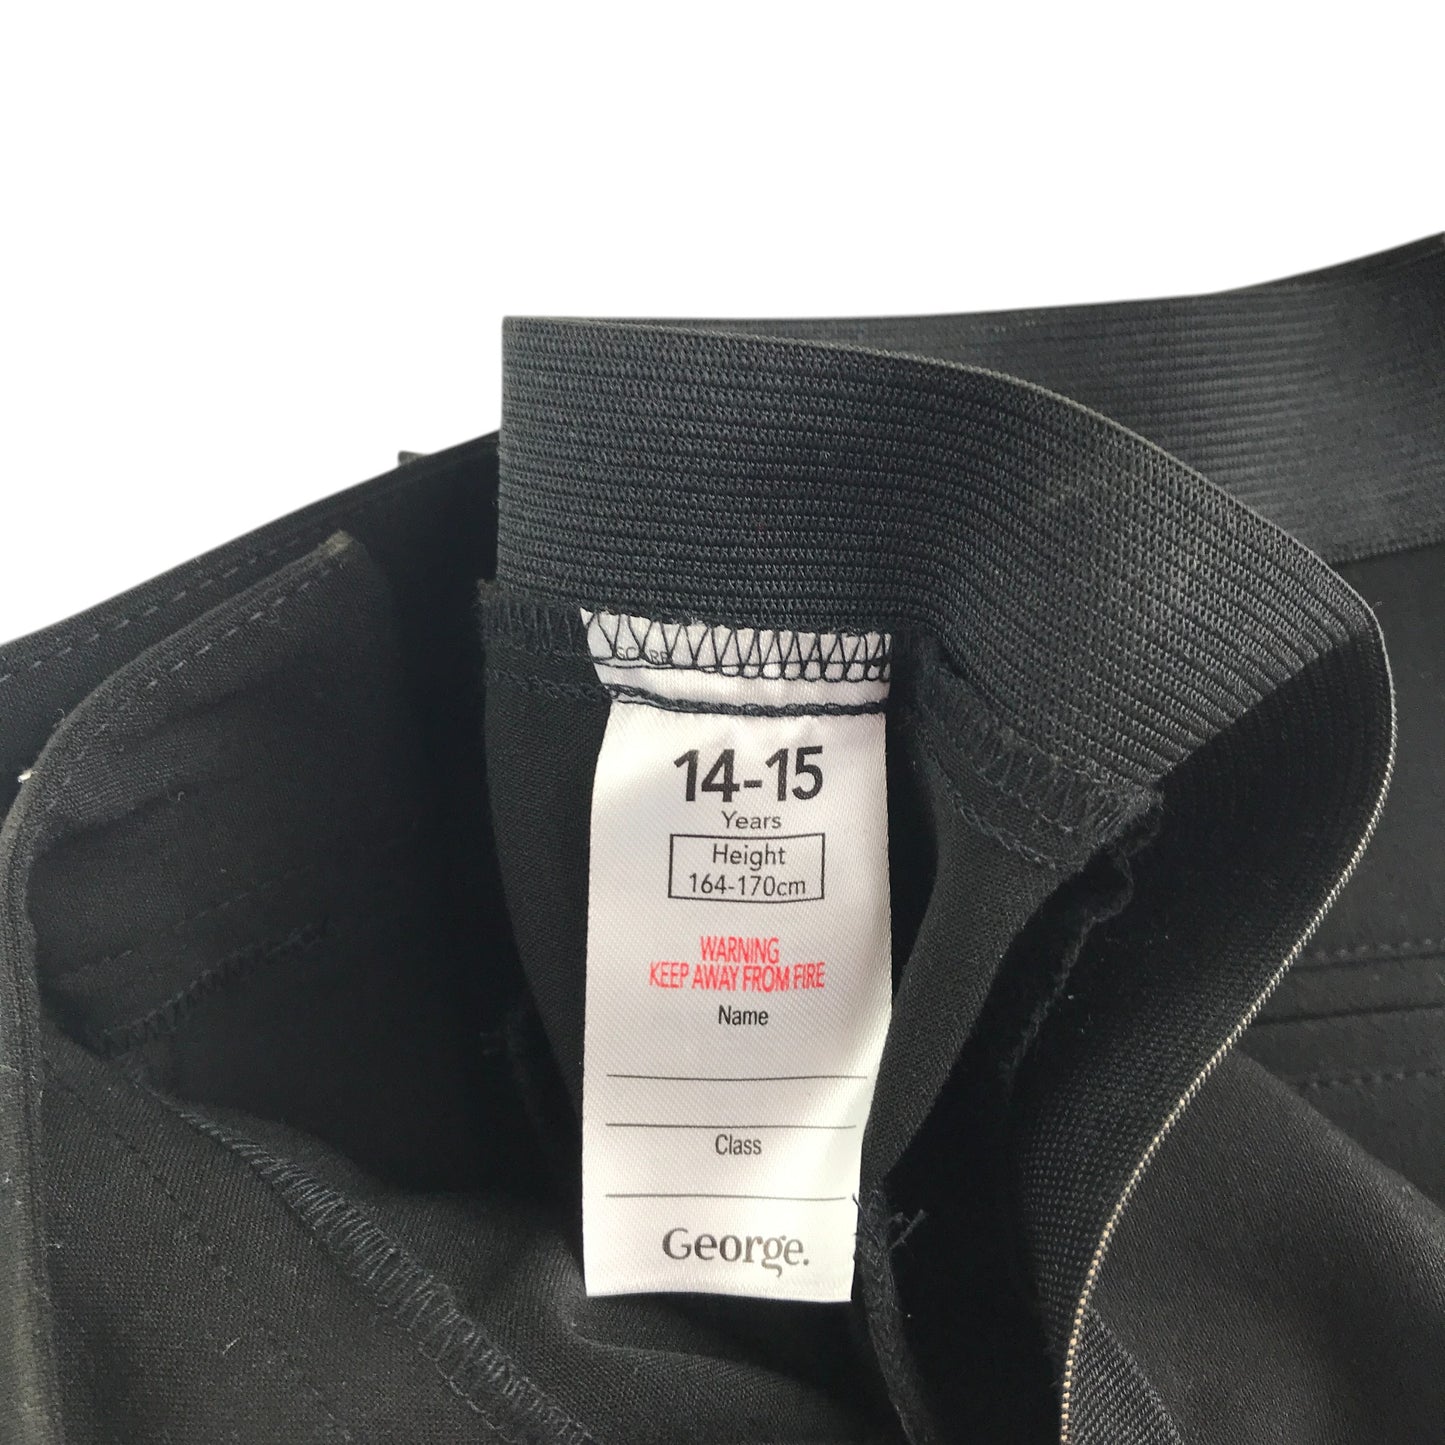 14-15
Years
Height
164-170cm
WARNING
KEEP AWAY FROM FIRE
Name
Class
George.